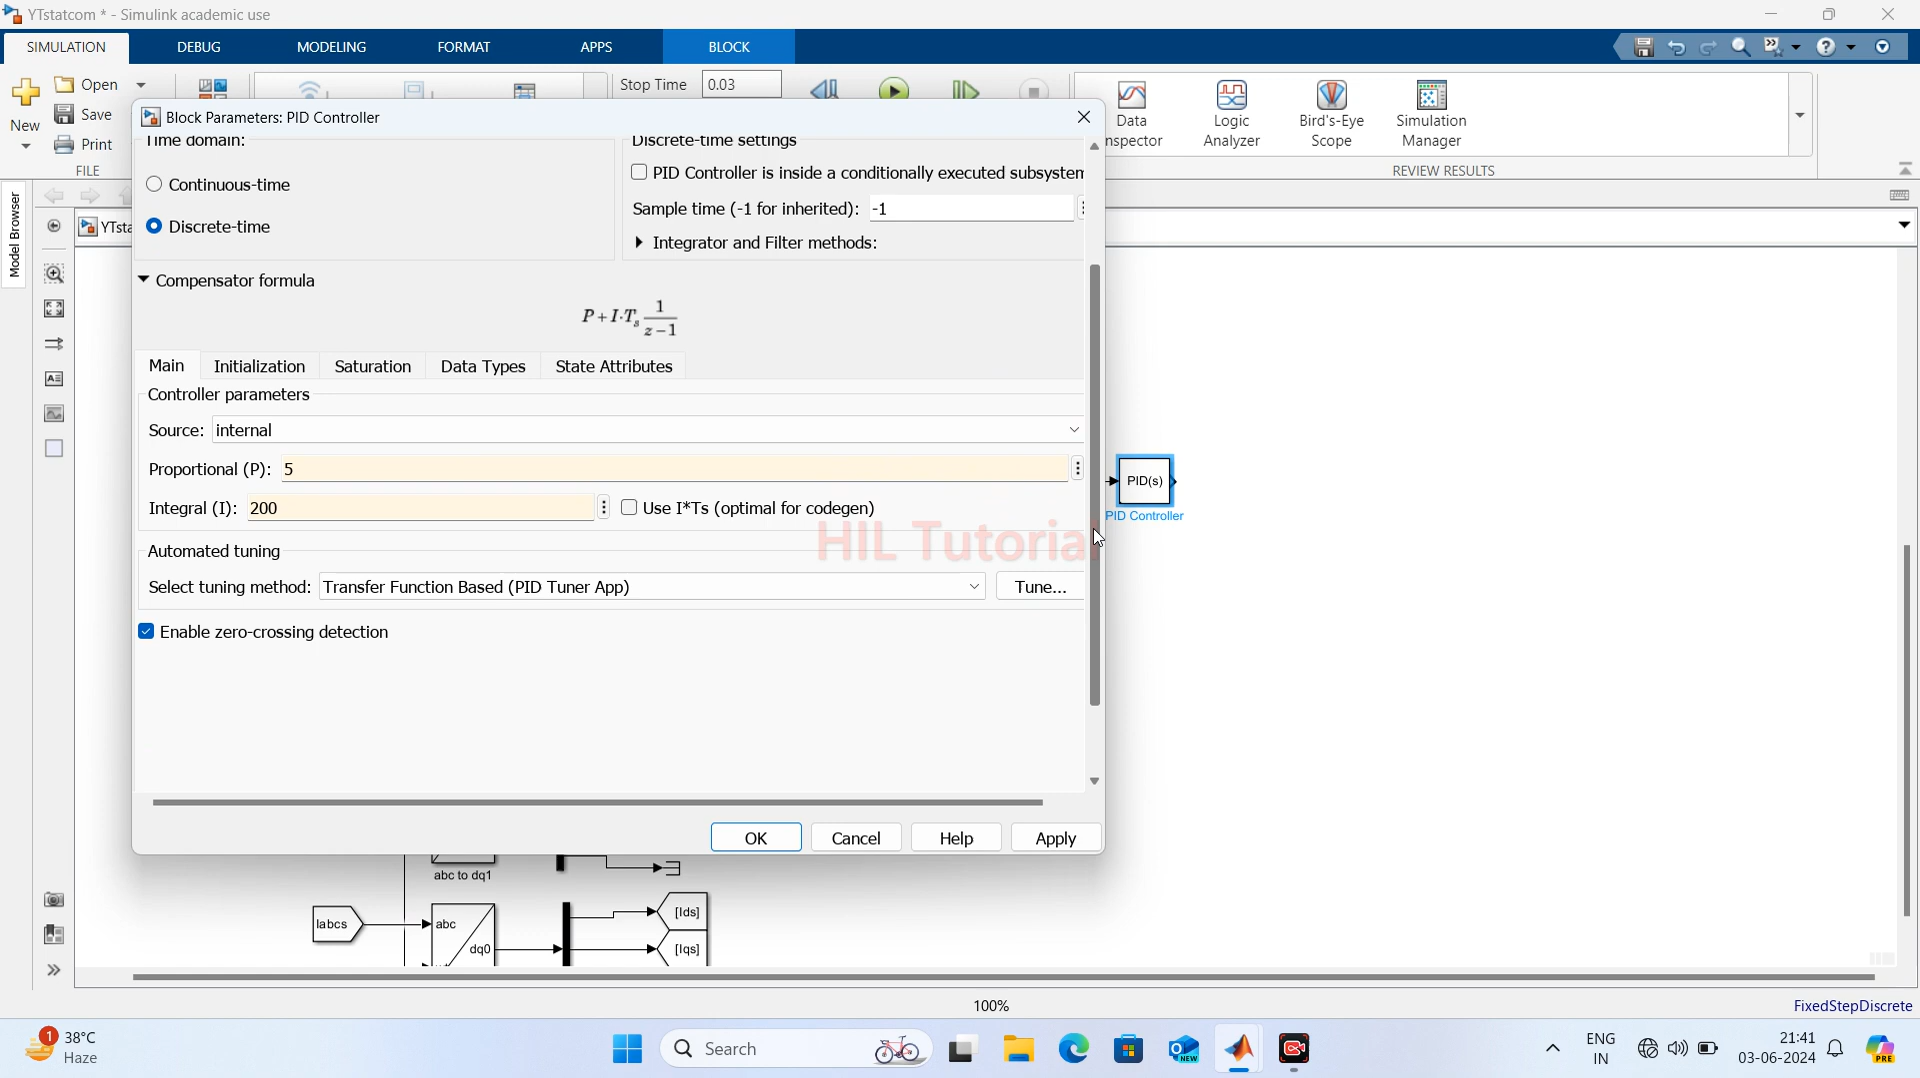 YTstatcom * - Simulink academic use
SIMULATION
DEBUG
MODELING
FORMAT
APPS
BLOCK
New
Open
Save
Print
FILE
Stop Time 0.03
Data
nspector
Logic
Analyzer
Bird's-Eye
Scope
Simulation
Manager
REVIEW RESULTS
Model Browser
YTsta
Block Parameters: PID Controller
Time domain:
Continuous-time
Discrete-time
Discrete-time settings
PID Controller is inside a conditionally executed subsystem
Sample time (-1 for inherited): -1
Integrator and Filter methods:
Compensator formula
P+I·Ts 1/(z−1)
Main
Initialization
Saturation
Data Types
State Attributes
Controller parameters
Source: internal
Proportional (P): 5
Integral (I): 200
Use I*Ts (optimal for codegen)
HIL Tutorial
Automated tuning
Select tuning method: Transfer Function Based (PID Tuner App)
Tune...
Enable zero-crossing detection
OK
Cancel
Help
Apply
PID(s)
PID Controller
abc to dq1
Iabcs
abc
dq0
[Ids]
[Iqs]
100%
FixedStepDiscrete
1
38°C
Haze
Search
NEW
ENG
IN
21:41
03-06-2024
PRE